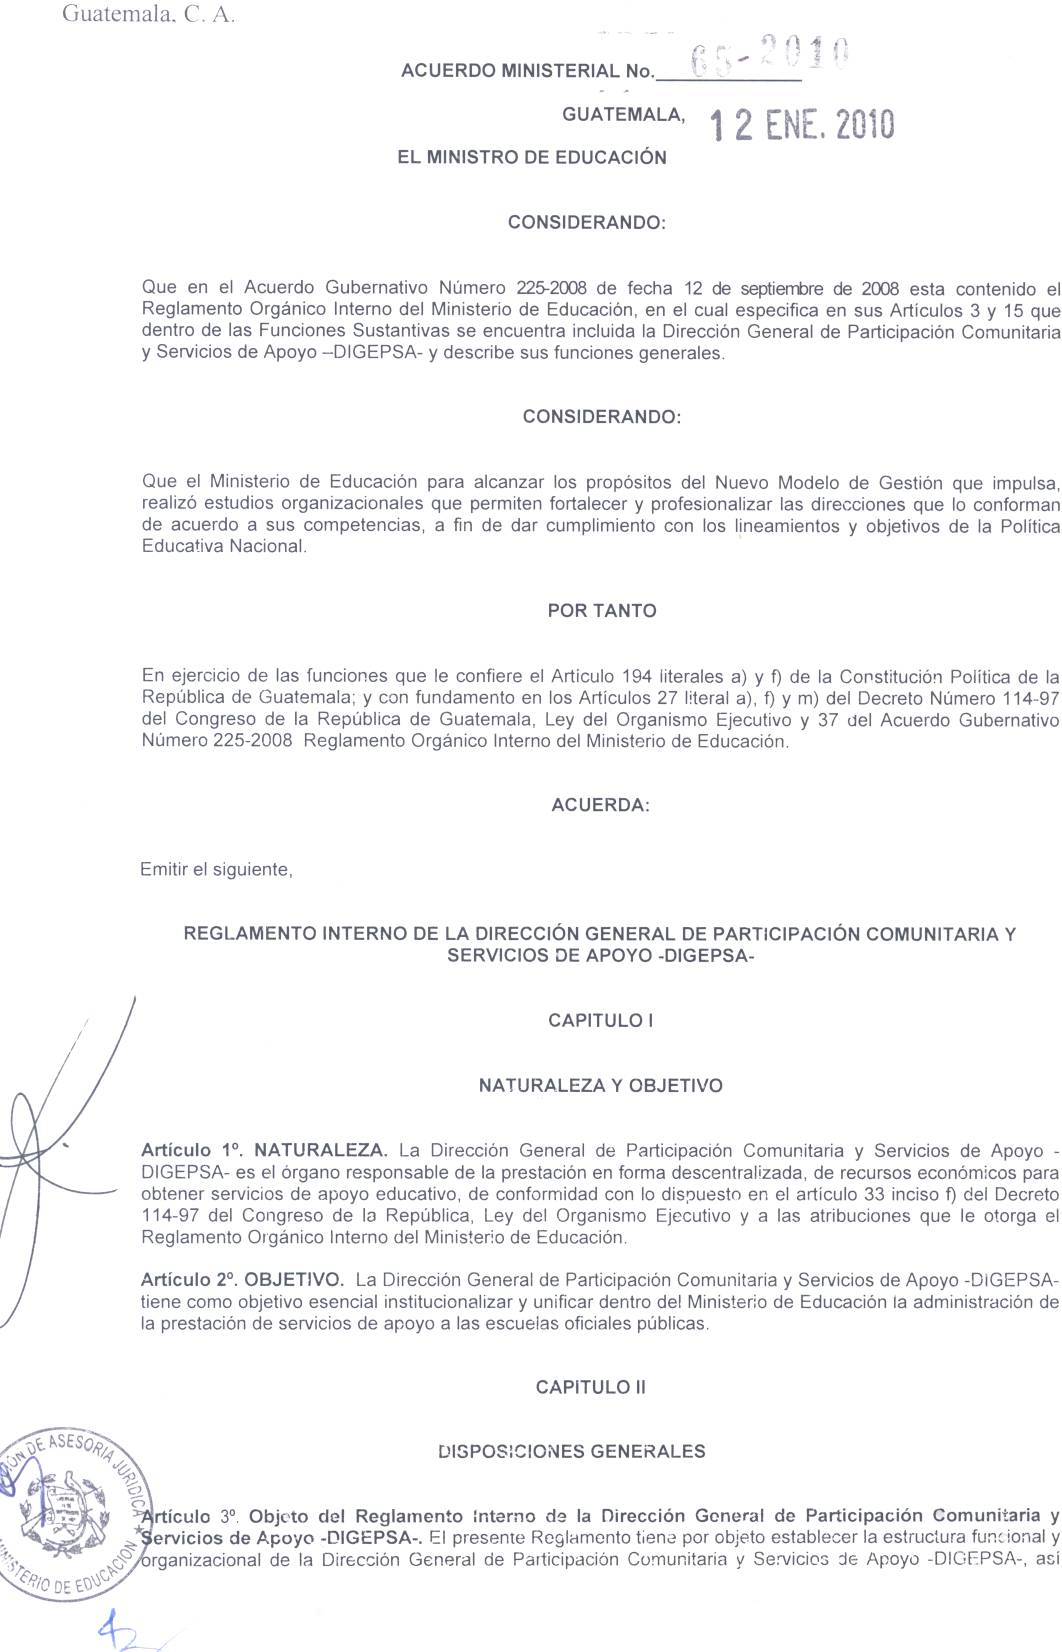 Guatemala, C. A.
ACUERDO MINISTERIAL No. 65-2010
GUATEMALA, 12 ENE. 2010
EL MINISTRO DE EDUCACIÓN
CONSIDERANDO:
Que en el Acuerdo Gubernativo Número 225-2008 de fecha 12 de septiembre de 2008 esta contenido el
Reglamento Orgánico Interno del Ministerio de Educación, en el cual especifica en sus Artículos 3 y 15 que
dentro de las Funciones Sustantivas se encuentra incluida la Dirección General de Participación Comunitaria
y Servicios de Apoyo –DIGEPSA- y describe sus funciones generales.
CONSIDERANDO:
Que el Ministerio de Educación para alcanzar los propósitos del Nuevo Modelo de Gestión que impulsa,
realizó estudios organizacionales que permiten fortalecer y profesionalizar las direcciones que lo conforman
de acuerdo a sus competencias, a fin de dar cumplimiento con los lineamientos y objetivos de la Política
Educativa Nacional.
POR TANTO
En ejercicio de las funciones que le confiere el Artículo 194 literales a) y f) de la Constitución Política de la
República de Guatemala; y con fundamento en los Artículos 27 literal a), f) y m) del Decreto Número 114-97
del Congreso de la República de Guatemala, Ley del Organismo Ejecutivo y 37 del Acuerdo Gubernativo
Número 225-2008 Reglamento Orgánico Interno del Ministerio de Educación.
ACUERDA:
Emitir el siguiente,
REGLAMENTO INTERNO DE LA DIRECCIÓN GENERAL DE PARTICIPACIÓN COMUNITARIA Y
SERVICIOS DE APOYO -DIGEPSA-
CAPITULO I
NATURALEZA Y OBJETIVO
Artículo 1º. NATURALEZA. La Dirección General de Participación Comunitaria y Servicios de Apoyo -
DIGEPSA- es el órgano responsable de la prestación en forma descentralizada, de recursos económicos para
obtener servicios de apoyo educativo, de conformidad con lo dispuesto en el artículo 33 inciso f) del Decreto
114-97 del Congreso de la República, Ley del Organismo Ejecutivo y a las atribuciones que le otorga el
Reglamento Orgánico Interno del Ministerio de Educación.
Artículo 2º. OBJETIVO. La Dirección General de Participación Comunitaria y Servicios de Apoyo -DIGEPSA-
tiene como objetivo esencial institucionalizar y unificar dentro del Ministerio de Educación la administración de
la prestación de servicios de apoyo a las escuelas oficiales públicas.
CAPITULO II
DISPOSICIONES GENERALES
Artículo 3º. Objeto del Reglamento Interno de la Dirección General de Participación Comunitaria y
Servicios de Apoyo -DIGEPSA-. El presente Reglamento tiene por objeto establecer la estructura funcional y
organizacional de la Dirección General de Participación Comunitaria y Servicios de Apoyo -DIGEPSA-, así
DE ASESORIA JURIDICA
DE EDUCACION